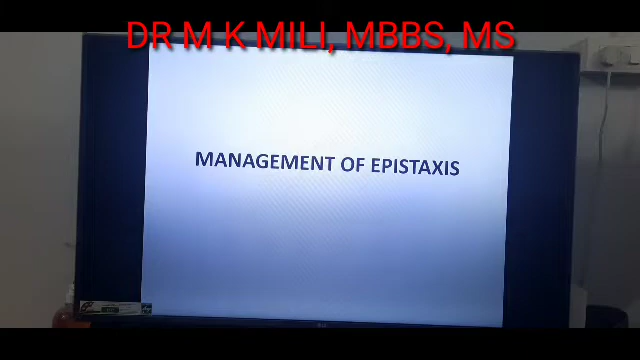 DR M K MILI, MBBS, MS
MANAGEMENT OF EPISTAXIS